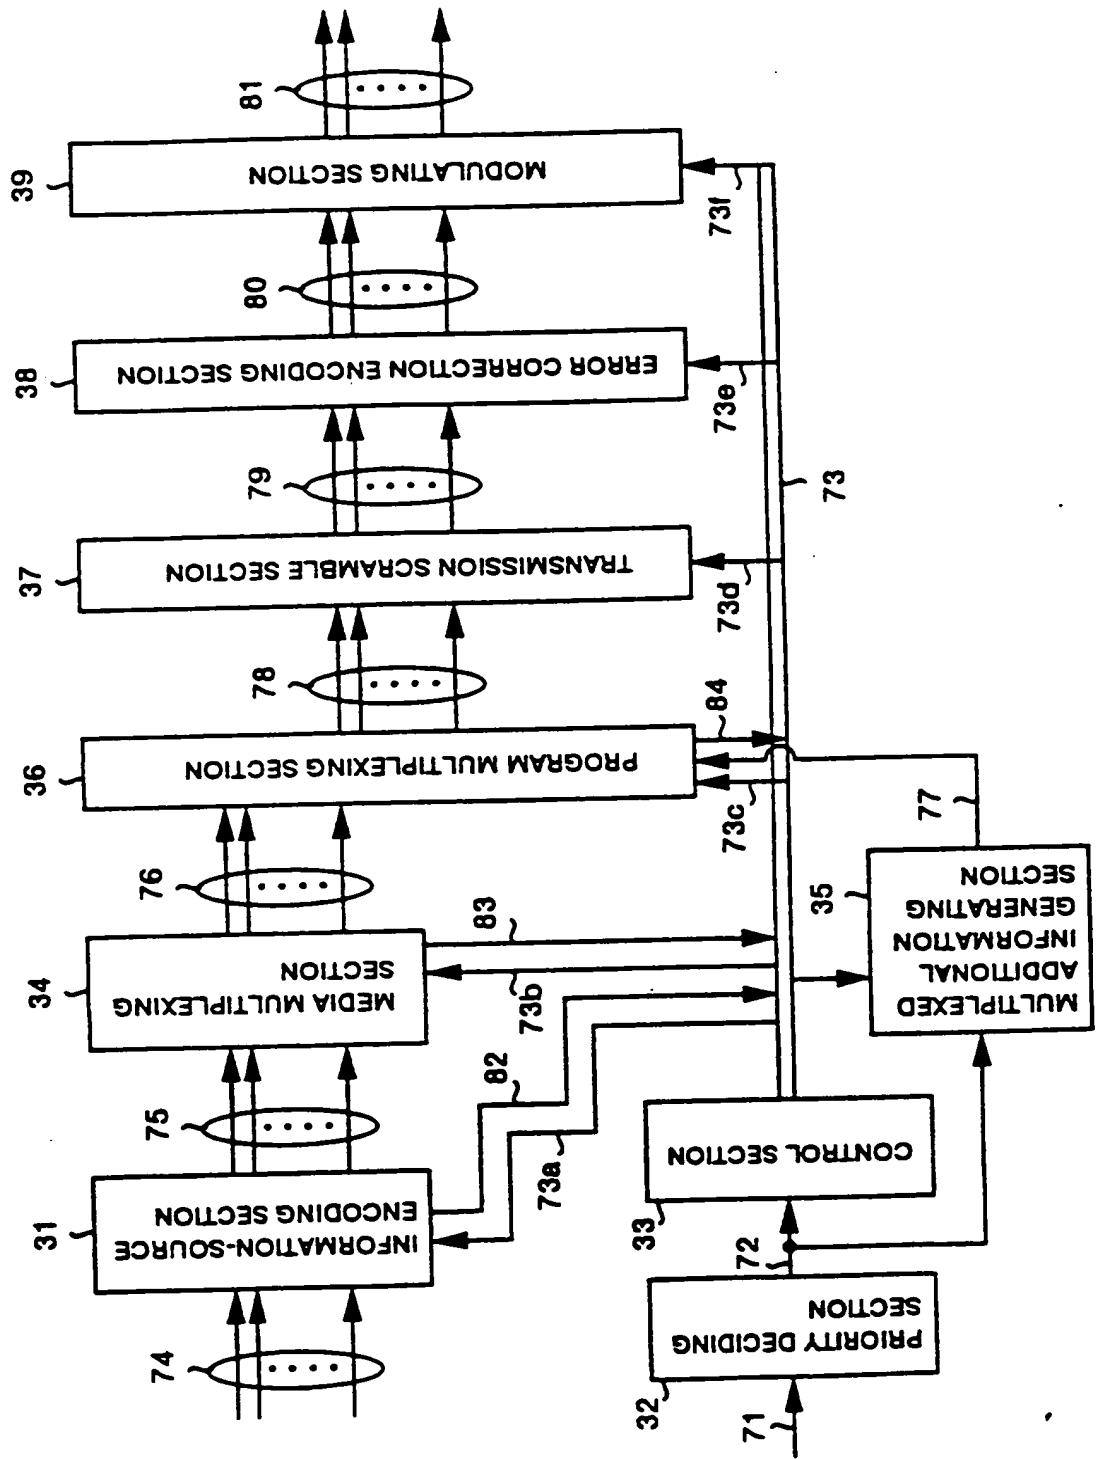 74
INFORMATION-SOURCE
ENCODING SECTION
31
75
MEDIA MULTIPLEXING
SECTION
34
76
PROGRAM MULTIPLEXING SECTION
36
78
TRANSMISSION SCRAMBLE SECTION
37
79
ERROR CORRECTION ENCODING SECTION
38
80
MODULATING SECTION
39
81
73a
82
73b
83
73c
84
73d
73e
73f
73
71
PRIORITY DECIDING
SECTION
32
72
CONTROL SECTION
33
MULTIPLEXED
ADDITIONAL
INFORMATION
GENERATING
SECTION
35
77